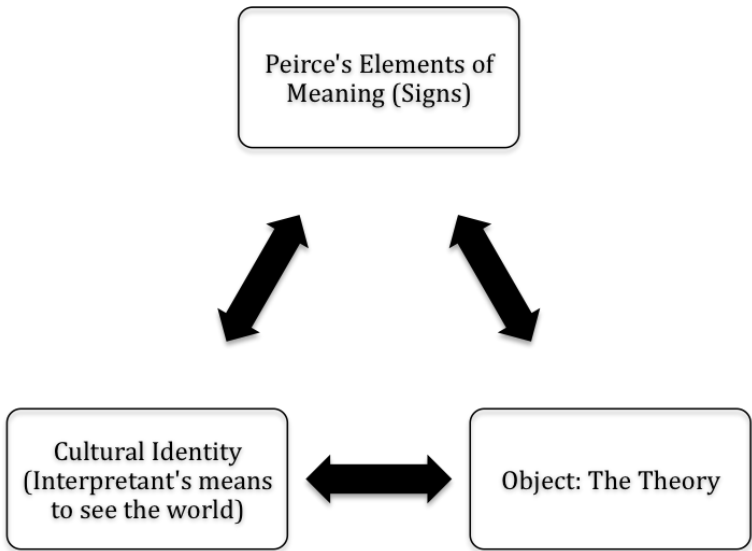 Peirce's Elements of
Meaning (Signs)
Cultural Identity
(Interpretant's means
to see the world)
Object: The Theory